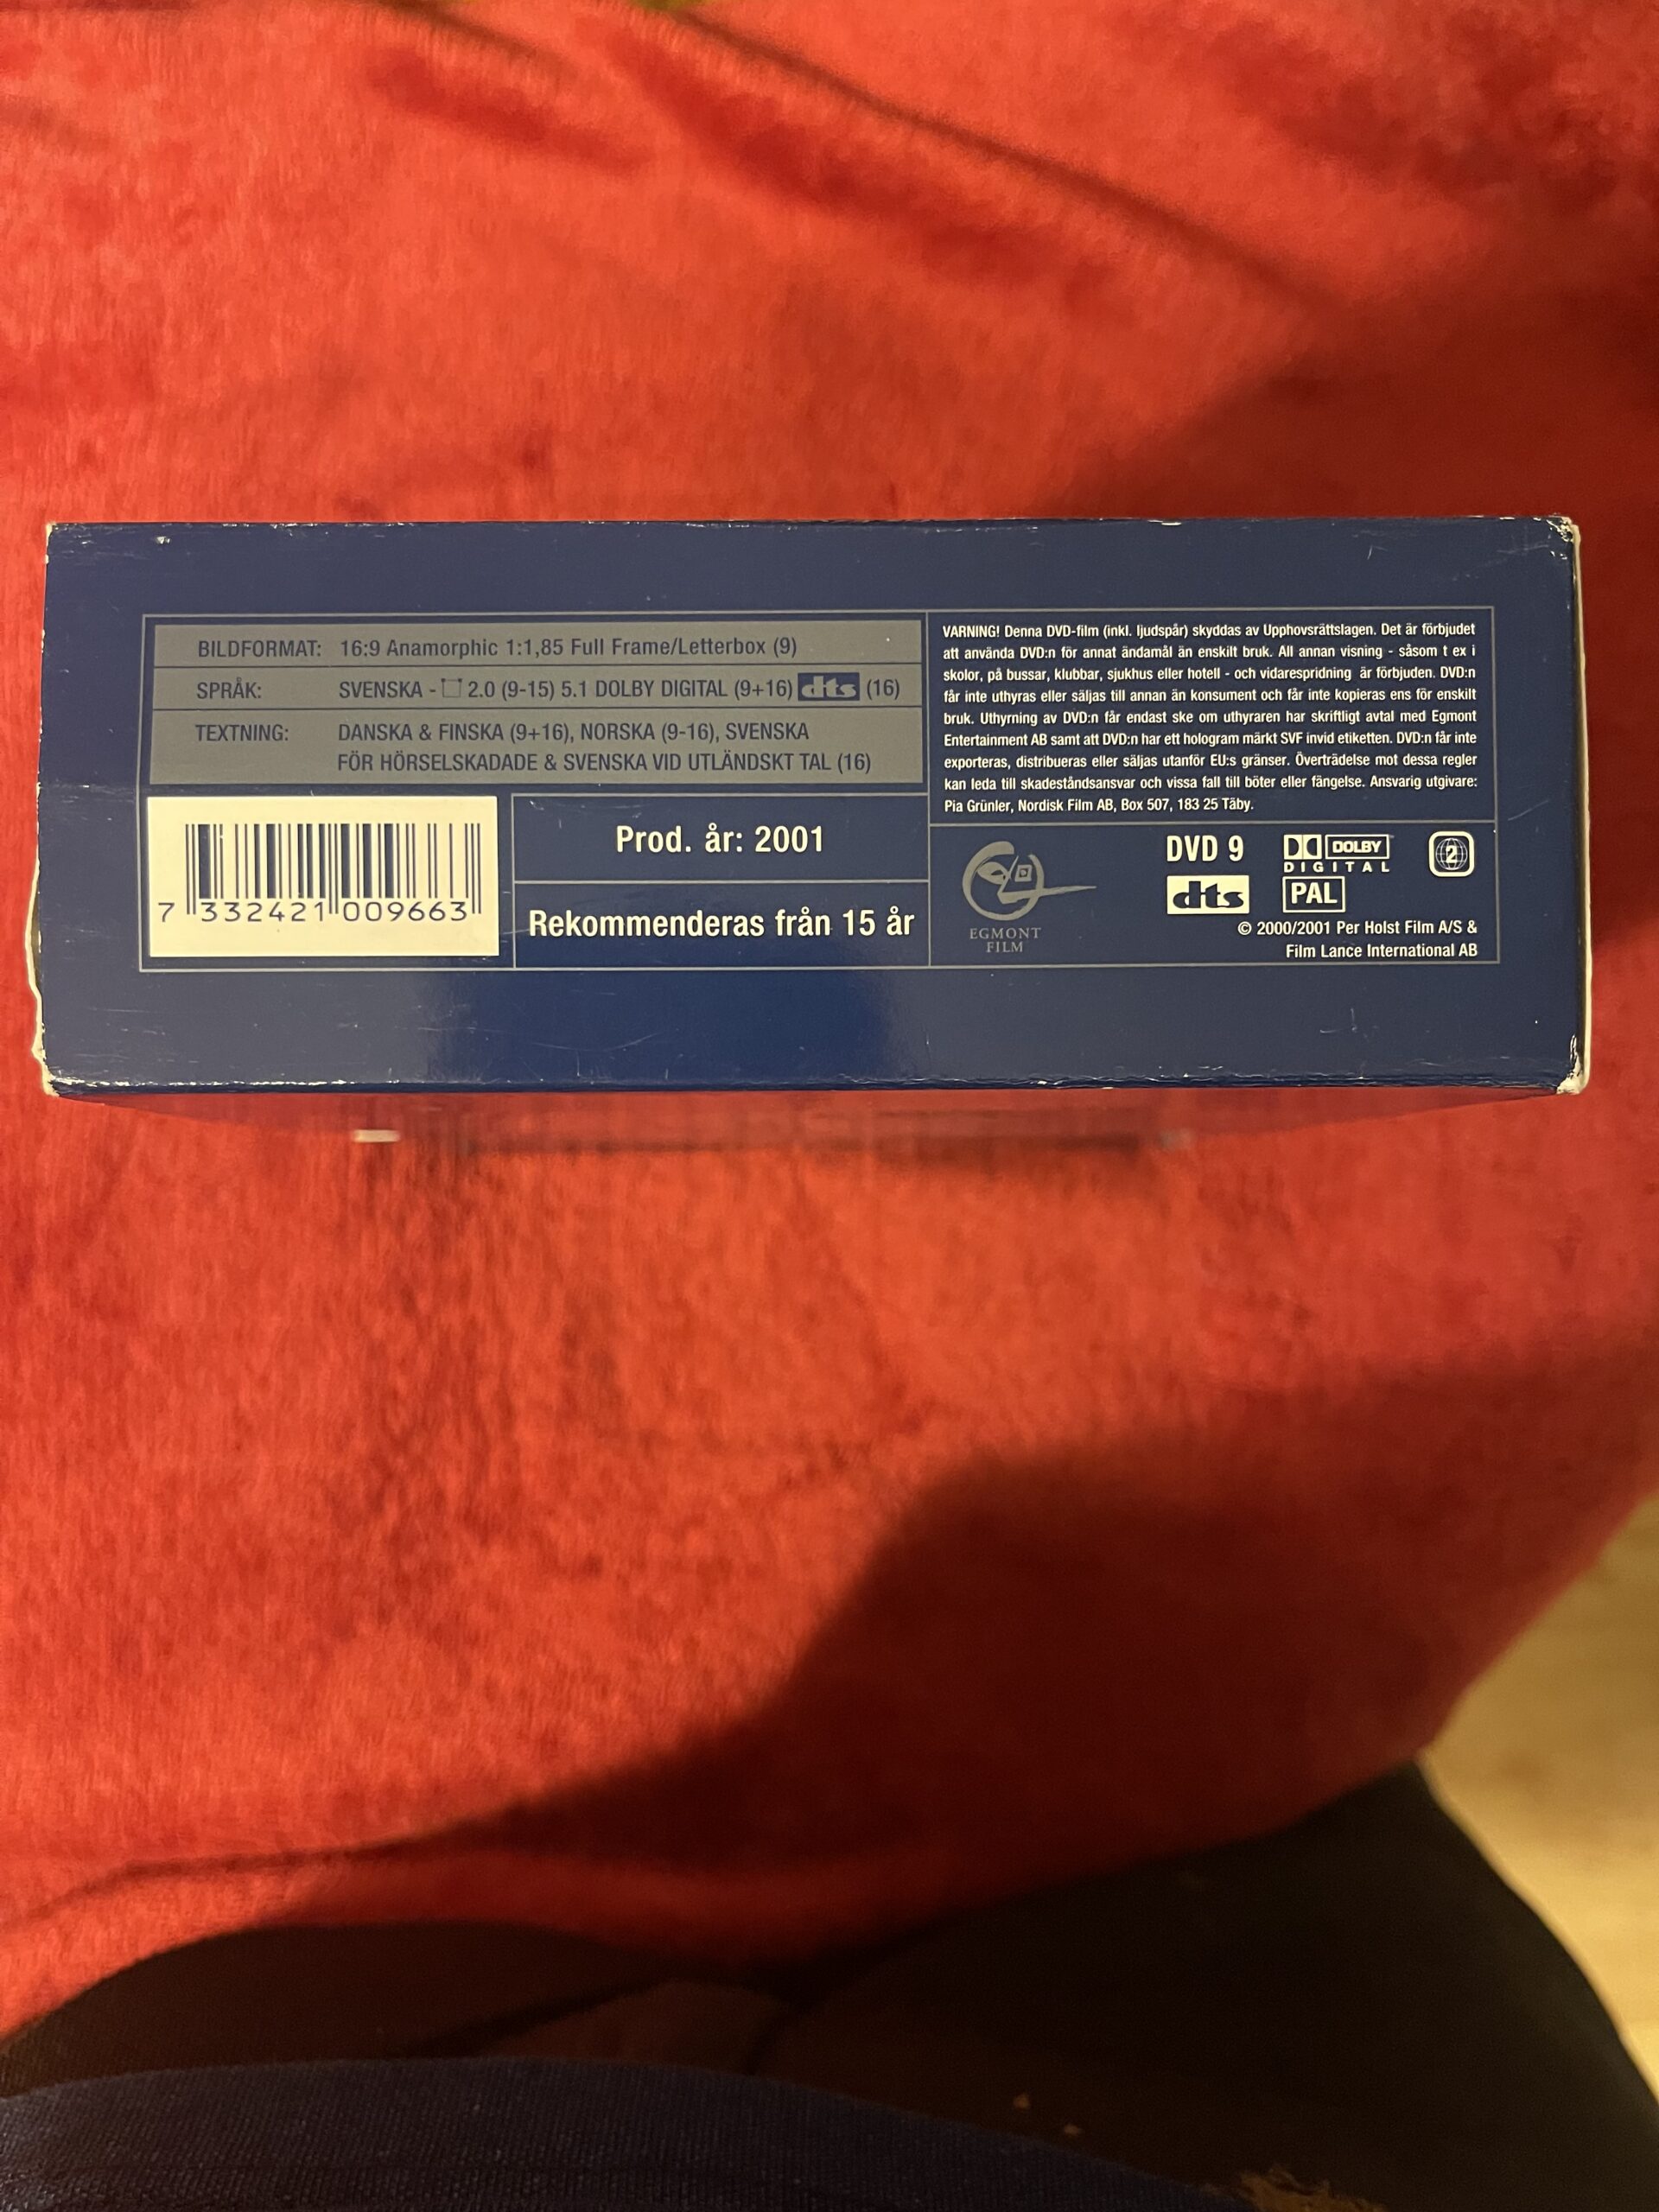 BILDFORMAT: 16:9 Anamorphic 1:1,85 Full Frame/Letterbox (9)
SPRÅK: SVENSKA - 2.0 (9-15) 5.1 DOLBY DIGITAL (9+16) dts (16)
TEXTNING: DANSKA & FINSKA (9+16), NORSKA (9-16), SVENSKA
FÖR HÖRSELSKADADE & SVENSKA VID UTLÄNDSKT TAL (16)
7 332421 009663
Prod. år: 2001
Rekommenderas från 15 år
VARNING! Denna DVD-film (inkl. ljudspår) skyddas av Upphovsrättslagen. Det är förbjudet
att använda DVD:n för annat ändamål än enskilt bruk. All annan visning - såsom t ex i
skolor, på bussar, klubbar, sjukhus eller hotell - och vidarespridning är förbjuden. DVD:n
får inte uthyras eller säljas till annan än konsument och får inte kopieras ens för enskilt
bruk. Uthyrning av DVD:n får endast ske om uthyraren har skriftligt avtal med Egmont
Entertainment AB samt att DVD:n har ett hologram märkt SVF invid etiketten. DVD:n får inte
exporteras, distribueras eller säljas utanför EU:s gränser. Överträdelse mot dessa regler
kan leda till skadeståndsansvar och vissa fall till böter eller fängelse. Ansvarig utgivare:
Pia Grünler, Nordisk Film AB, Box 507, 183 25 Täby.
EGMONT
FILM
DVD 9
dts
DOLBY
DIGITAL
PAL
2
© 2000/2001 Per Holst Film A/S &
Film Lance International AB